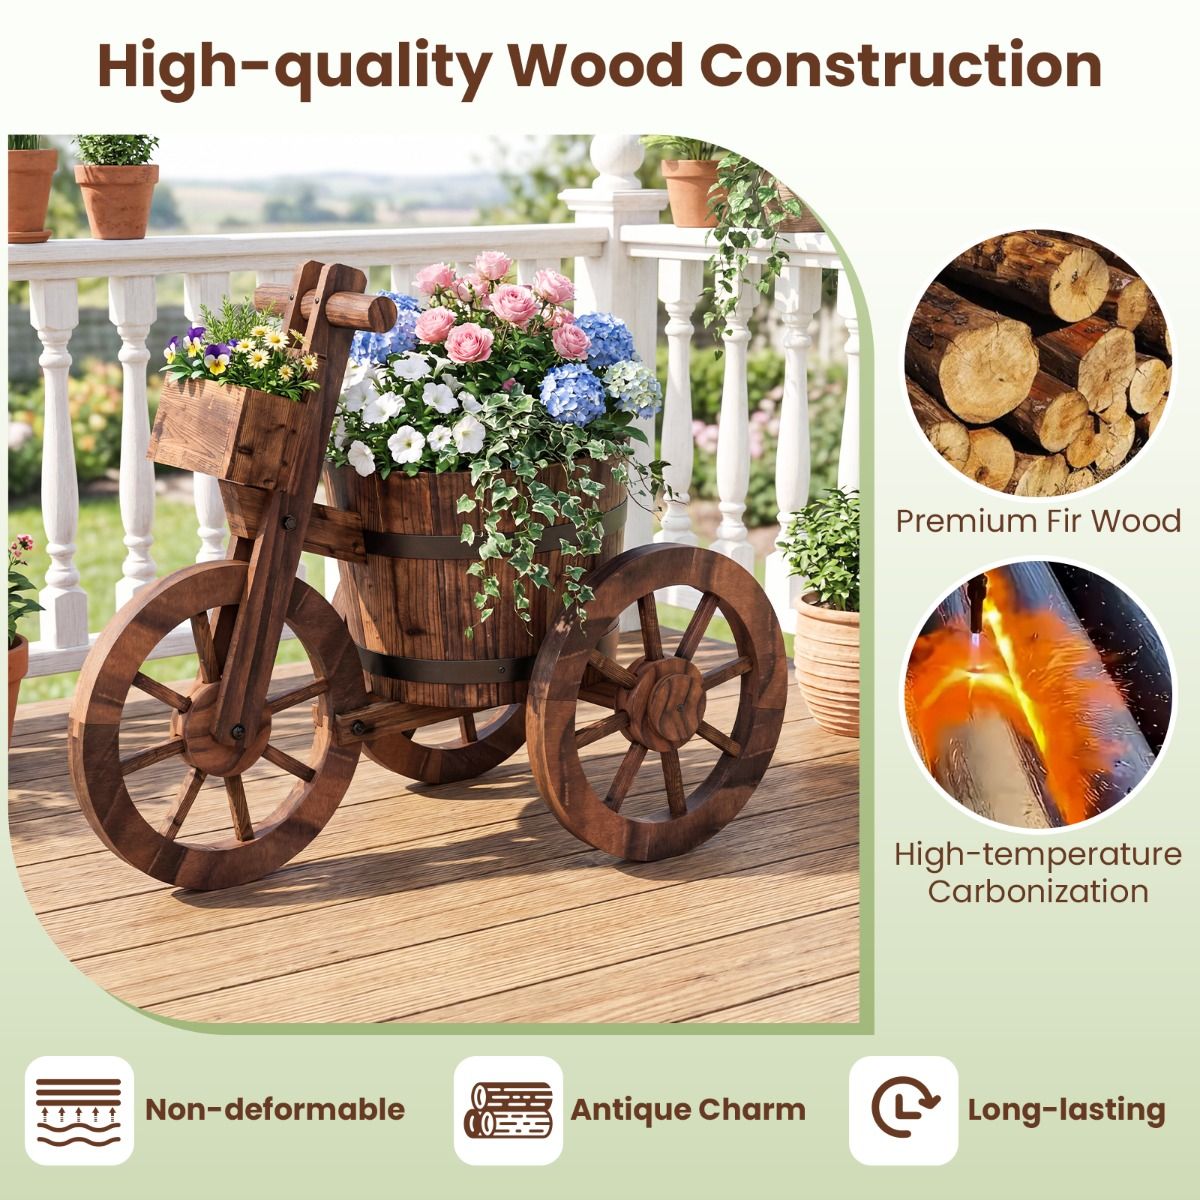 High-quality Wood Construction
Premium Fir Wood
High-temperature
Carbonization
Non-deformable
Antique Charm
Long-lasting